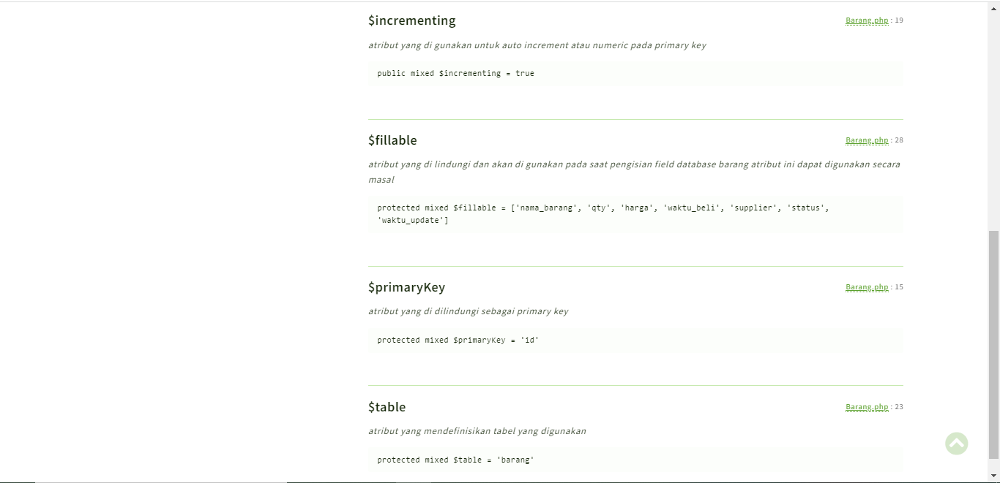 $incrementing
Barang.php : 19
atribut yang di gunakan untuk auto increment atau numeric pada primary key
public mixed $incrementing = true
$fillable
Barang.php : 28
atribut yang di lindungi dan akan di gunakan pada saat pengisian field database barang atribut ini dapat digunakan secara
masal
protected mixed $fillable = ['nama_barang', 'qty', 'harga', 'waktu_beli', 'supplier', 'status',
'waktu_update']
$primaryKey
Barang.php : 15
atribut yang di dilindungi sebagai primary key
protected mixed $primaryKey = 'id'
$table
Barang.php : 23
atribut yang mendefinisikan tabel yang digunakan
protected mixed $table = 'barang'